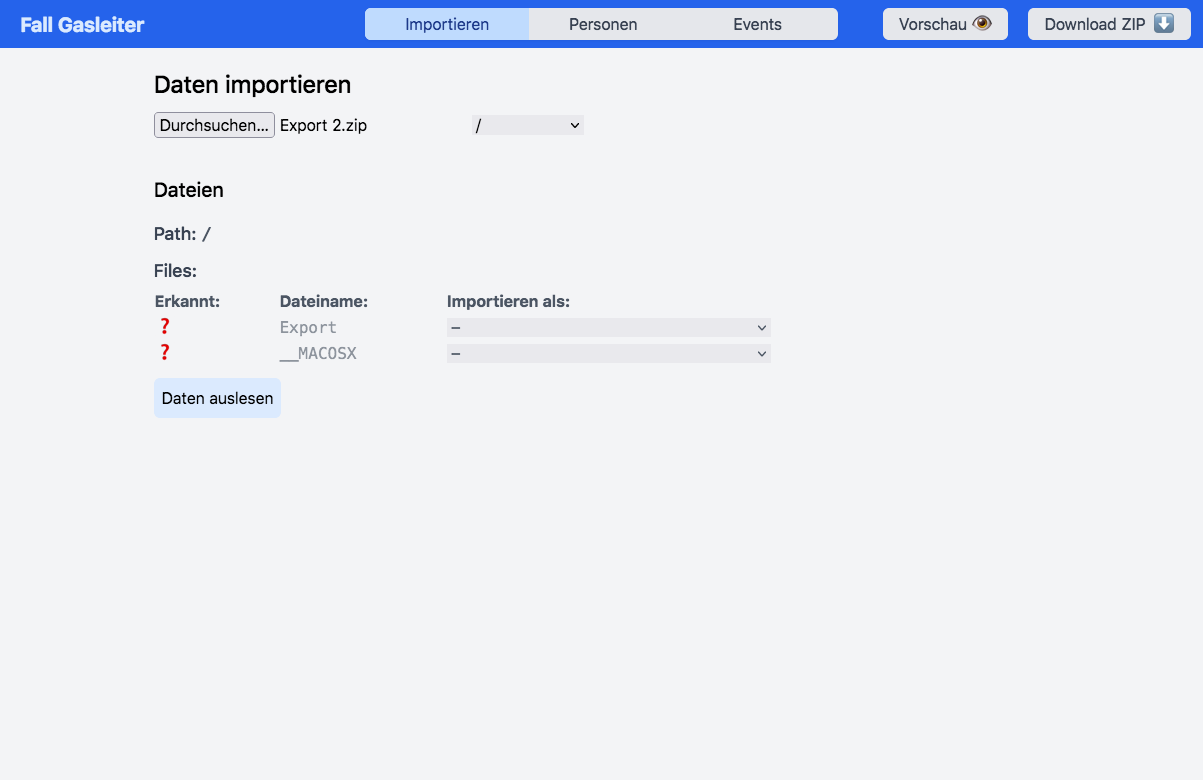 Fall Gasleiter Importieren Personen Events Vorschau 👁️ Download ZIP ⬇️
Daten importieren
Durchsuchen... Export 2.zip /
Dateien
Path: /
Files:
Erkannt: Dateiname: Importieren als:
❓ Export –
❓ __MACOSX –
Daten auslesen